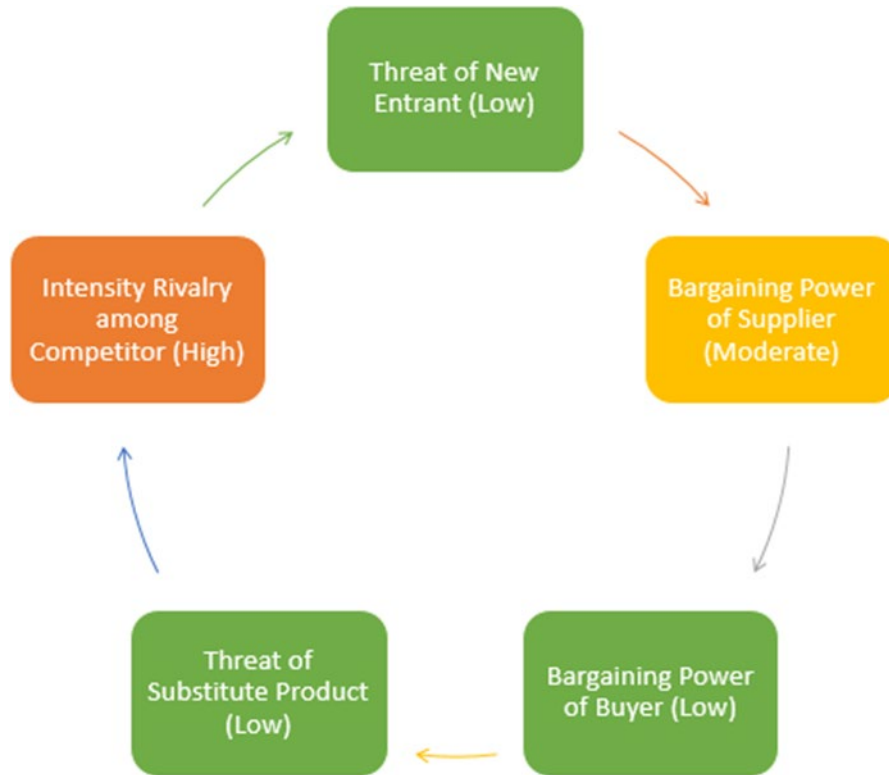 Threat of New
Entrant (Low)
Bargaining Power
of Supplier
(Moderate)
Bargaining Power
of Buyer (Low)
Threat of
Substitute Product
(Low)
Intensity Rivalry
among
Competitor (High)